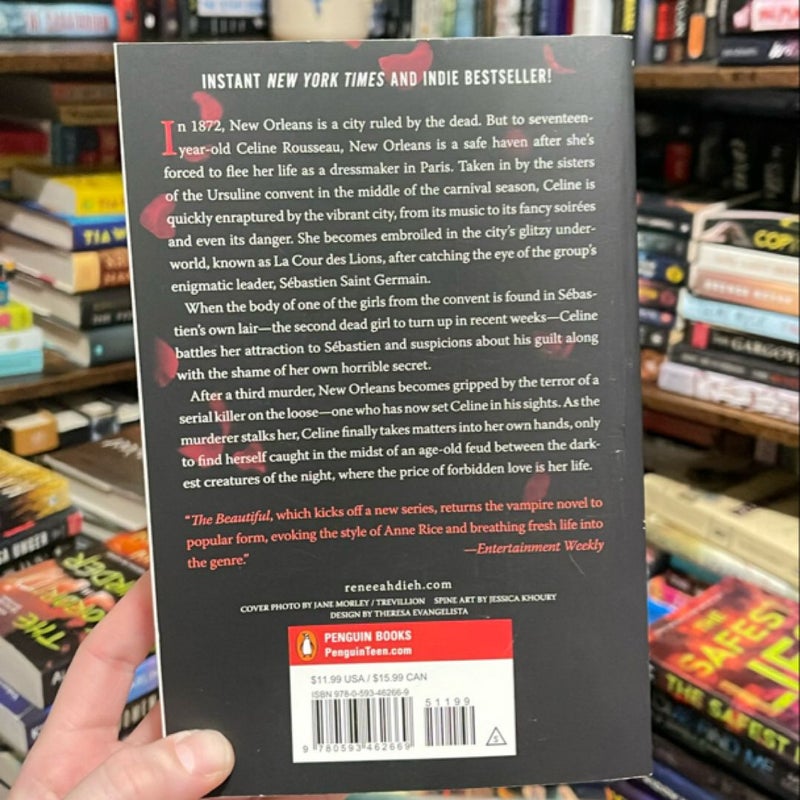 INSTANT NEW YORK TIMES AND INDIE BESTSELLER!
In 1872, New Orleans is a city ruled by the dead. But to seventeen-
year-old Celine Rousseau, New Orleans is a safe haven after she's
forced to flee her life as a dressmaker in Paris. Taken in by the sisters
of the Ursuline convent in the middle of the carnival season, Celine is
quickly enraptured by the vibrant city, from its music to its fancy soirées
and even its danger. She becomes embroiled in the city's glitzy under-
world, known as La Cour des Lions, after catching the eye of the group's
enigmatic leader, Sébastien Saint Germain.
When the body of one of the girls from the convent is found in Sébas-
tien's own lair—the second dead girl to turn up in recent weeks—Celine
battles her attraction to Sébastien and suspicions about his guilt along
with the shame of her own horrible secret.
After a third murder, New Orleans becomes gripped by the terror of a
serial killer on the loose—one who has now set Celine in his sights. As the
murderer stalks her, Celine finally takes matters into her own hands, only
to find herself caught in the midst of an age-old feud between the dark-
est creatures of the night, where the price of forbidden love is her life.
"The Beautiful, which kicks off a new series, returns the vampire novel to
popular form, evoking the style of Anne Rice and breathing fresh life into
the genre."
—Entertainment Weekly
reneeahdieh.com
COVER PHOTO BY JANE MORLEY / TREVILLION SPINE ART BY JESSICA KHOURY
DESIGN BY THERESA EVANGELISTA
PENGUIN BOOKS
PenguinTeen.com
$11.99 USA / $15.99 CAN
ISBN 978-0-593-46266-9
51199
9 780593 462669
S
THE SAFEST